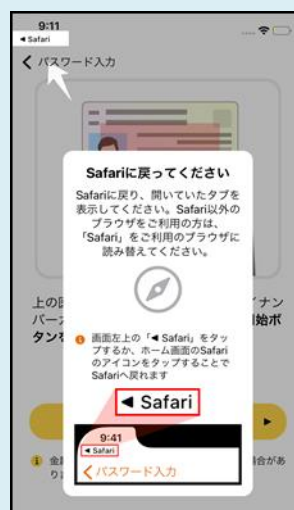 9:11
◀ Safari
パスワード入力
Safariに戻ってください
Safariに戻り、開いていたタブを
表示してください。Safari以外の
ブラウザをご利用の方は、
「Safari」をご利用のブラウザに
読み替えてください。
上の
イナン
バー
始ボ
タンを
画面左上の「◀ Safari」をタッ
プするか、ホーム画面のSafari
のアイコンをタップすることで
Safariへ戻れます
◀ Safari
9:41
◀ Safari
パスワード入力
金
場合があ
り